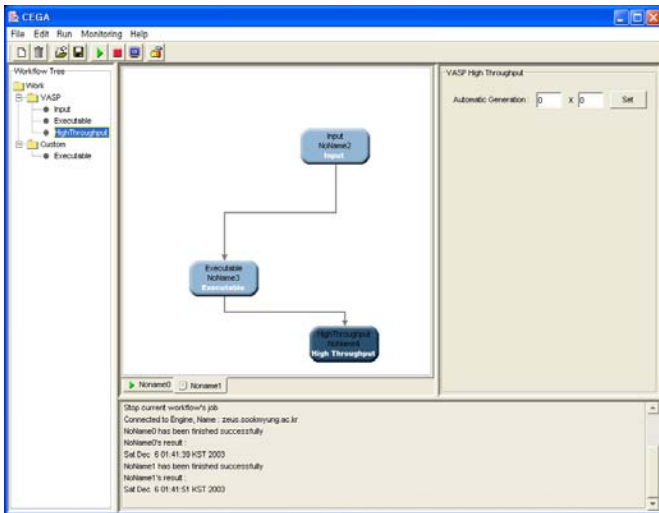 CEGA
File Edit Run Monitoring Help
Workflow Tree
Work
VASP
Input
Executable
HighThroughput
Custom
Executable
Input
NoName2
Input
Executable
NoName3
Executable
HighThroughput
NoName4
High Throughput
Noname0 Noname1
VASP High Throughput
Automatic Generation : 0 X 0 Set
Stop current workflow's job
Connected to Engine, Name : zeus.sookmyung.ac.kr
NoName0 has been finished successfully
NoName0's result :
Sat Dec 6 01:41:39 KST 2003
NoName1 has been finished successfully
NoName1's result :
Sat Dec 6 01:41:51 KST 2003